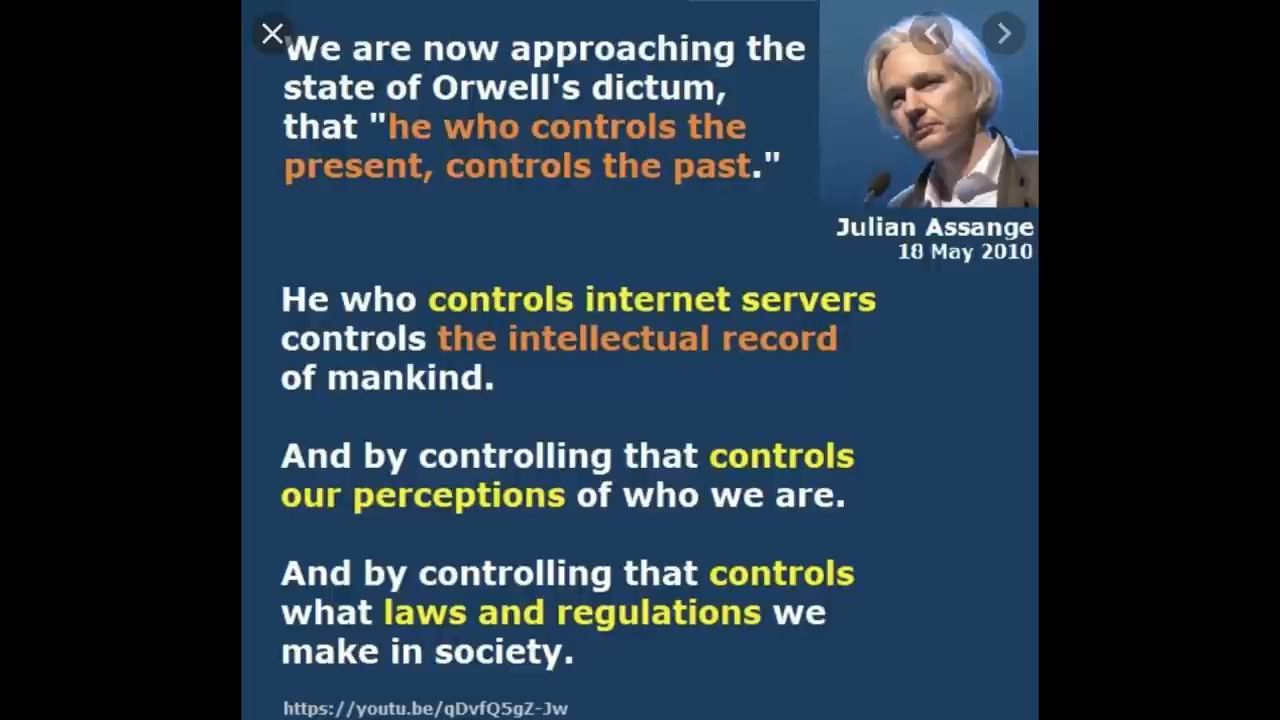 We are now approaching the
state of Orwell's dictum,
that "he who controls the
present, controls the past."
Julian Assange
18 May 2010
He who controls internet servers
controls the intellectual record
of mankind.
And by controlling that controls
our perceptions of who we are.
And by controlling that controls
what laws and regulations we
make in society.
https://youtu.be/qDvfQ5gZ-Jw